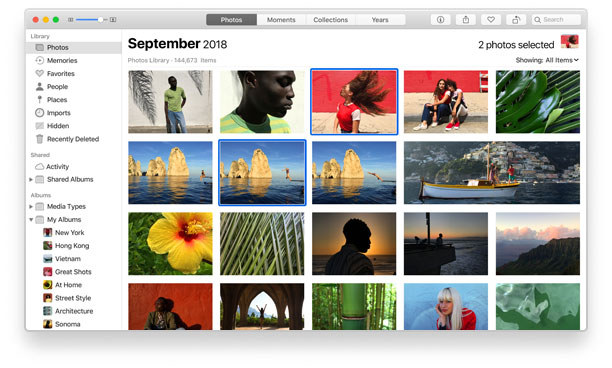 Photos Moments Collections Years Search
Library
Photos
Memories
Favorites
People
Places
Imports
Hidden
Recently Deleted
Shared
Activity
Shared Albums
Albums
Media Types
My Albums
New York
Hong Kong
Vietnam
Great Shots
At Home
Street Style
Architecture
Sonoma
September 2018
2 photos selected
Photos Library · 144,673 Items
Showing: All Items